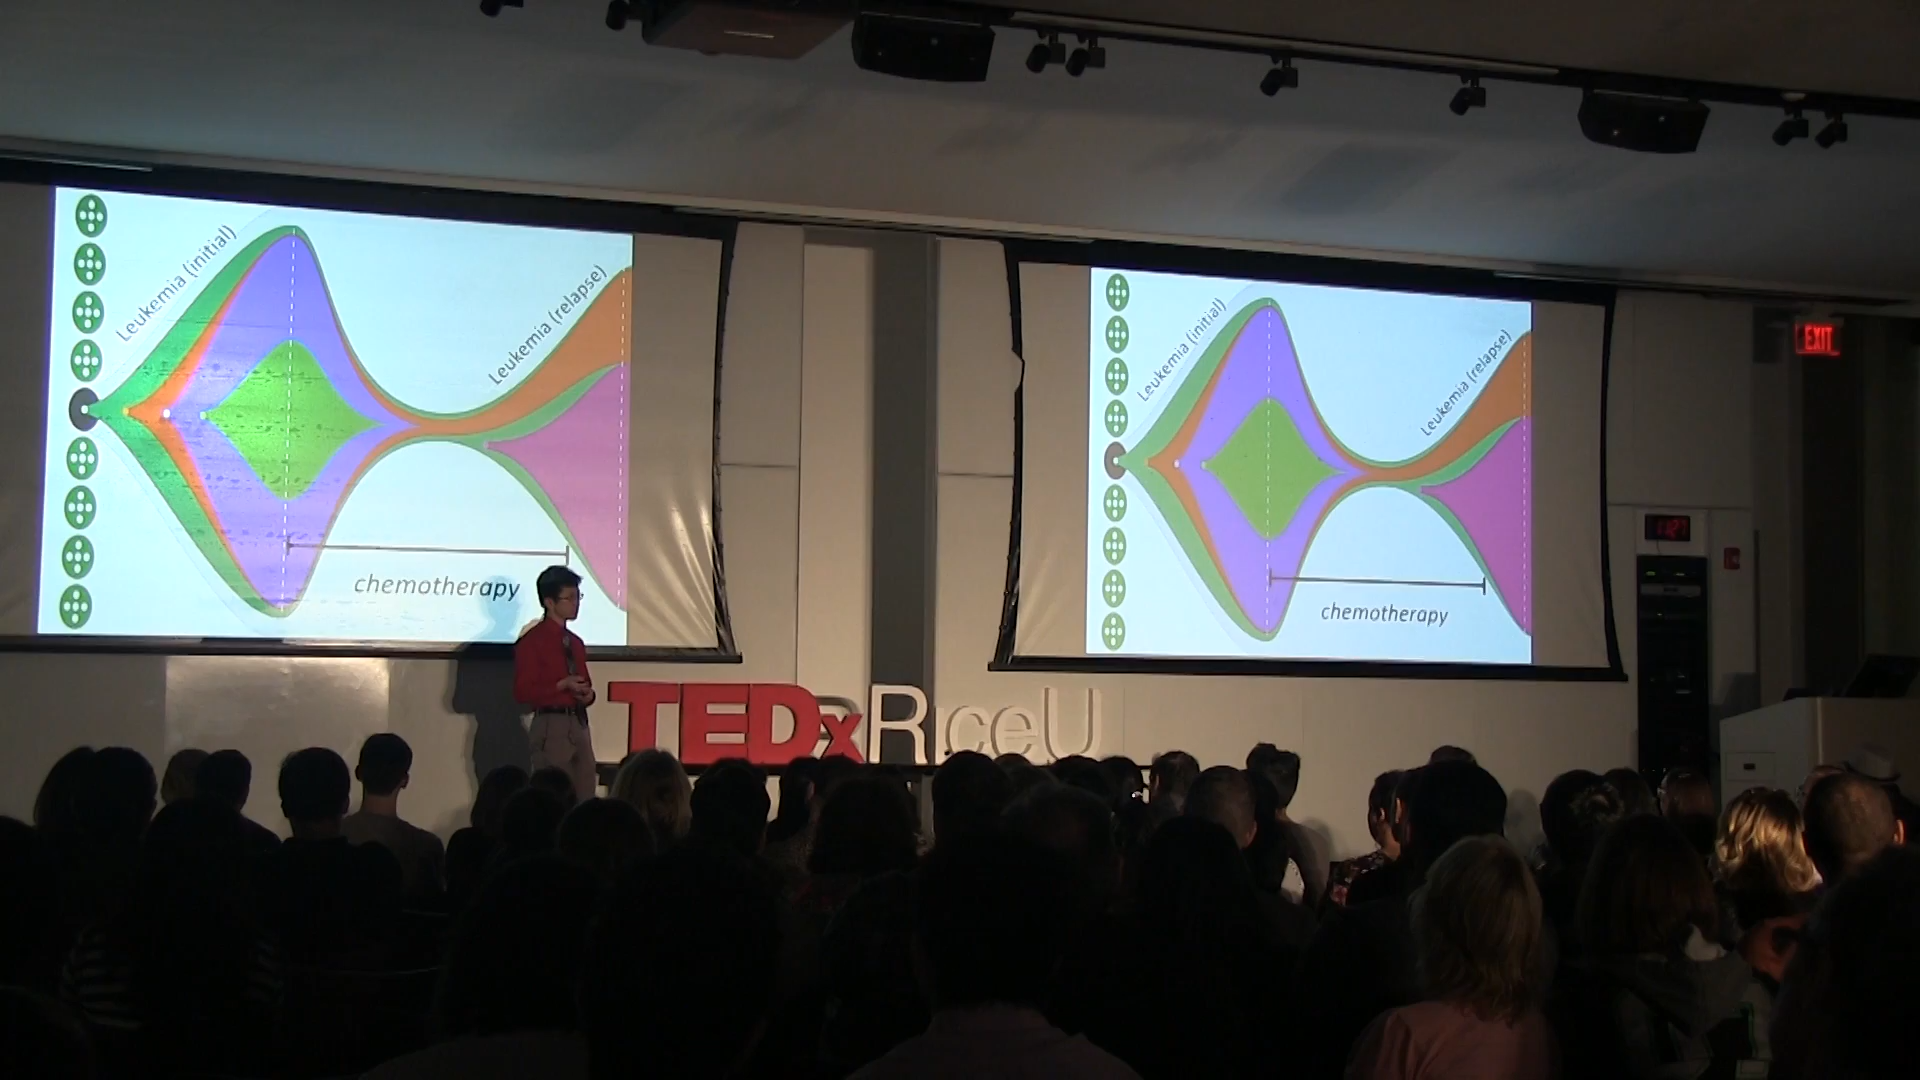 Leukemia (initial)
Leukemia (relapse)
chemotherapy
Leukemia (initial)
Leukemia (relapse)
chemotherapy
EXIT
TEDxRiceU